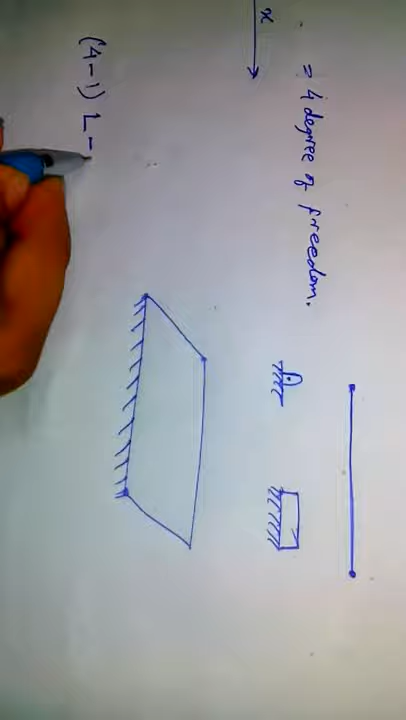 x
= 4 degree of freedom.
(4-1) L -